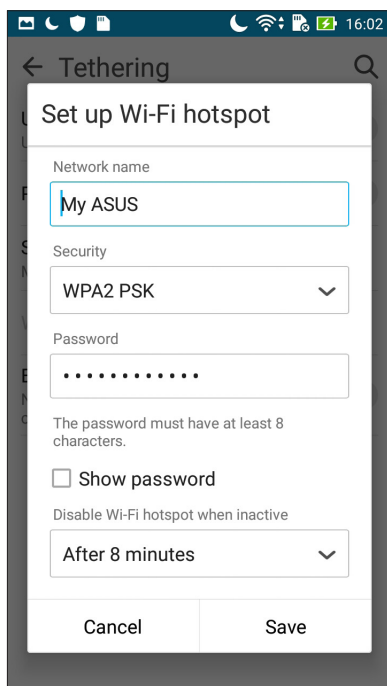 16:02
Tethering
Set up Wi-Fi hotspot
Network name
My ASUS
Security
WPA2 PSK
Password
••••••••••••
The password must have at least 8
characters.
Show password
Disable Wi-Fi hotspot when inactive
After 8 minutes
Cancel
Save